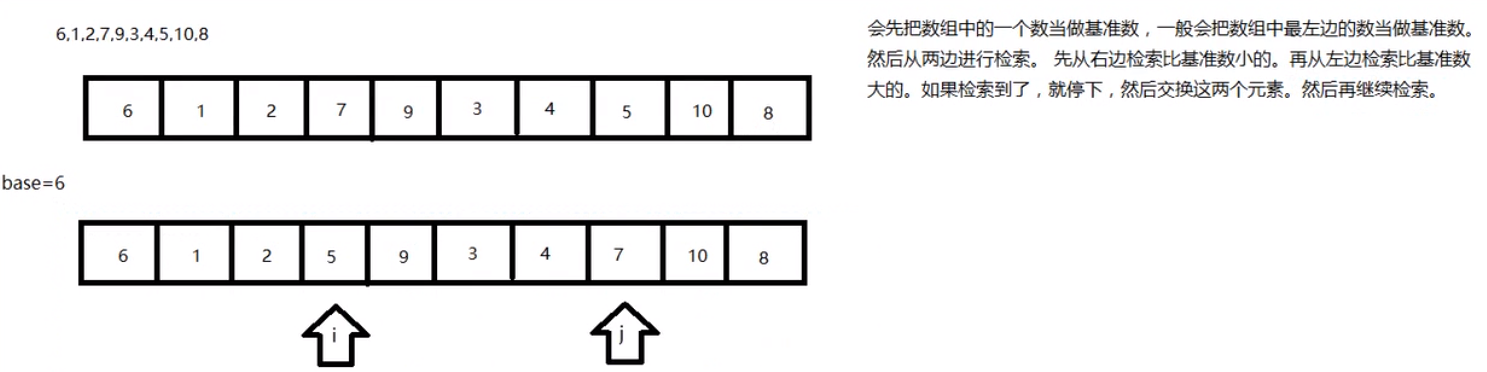 6,1,2,7,9,3,4,5,10,8
会先把数组中的一个数当做基准数，一般会把数组中最左边的数当做基准数。
然后从两边进行检索。 先从右边检索比基准数小的。再从左边检索比基准数
大的。如果检索到了，就停下，然后交换这两个元素。然后再继续检索。
6 1 2 7 9 3 4 5 10 8
base=6
6 1 2 5 9 3 4 7 10 8
i j